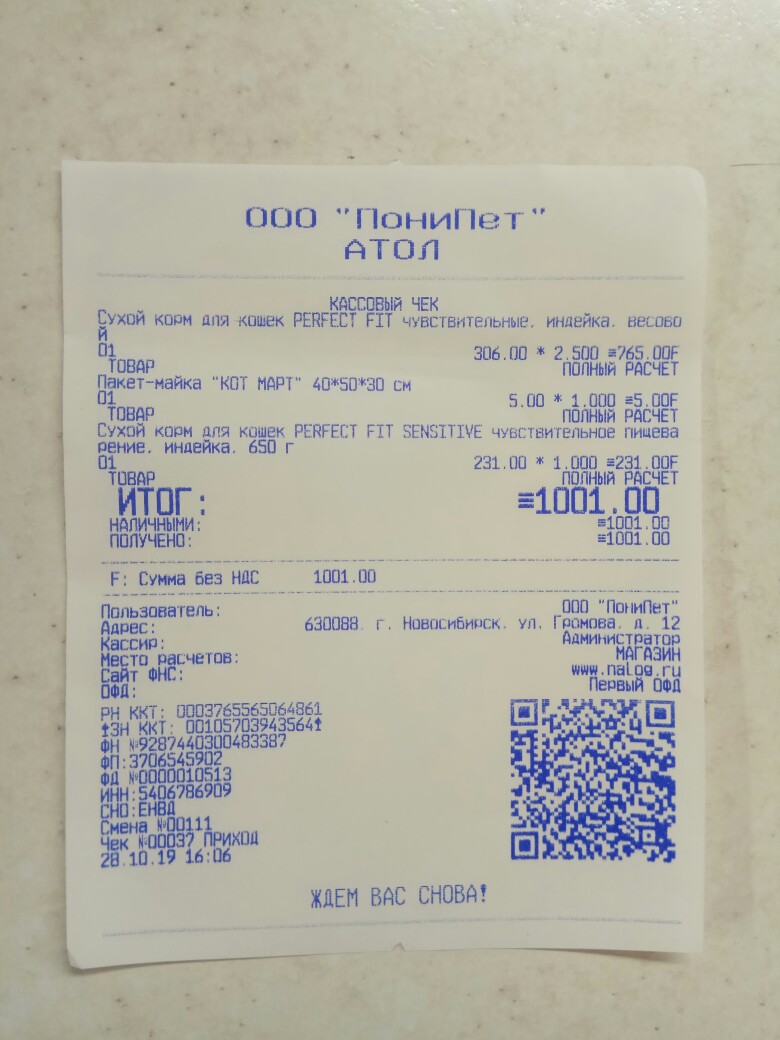 ООО "ПониПет"
АТОЛ
КАССОВЫЙ ЧЕК
Сухой корм для кошек PERFECT FIT чувствительные, индейка, весово
й
01 306.00 * 2.500 ≡765.00F
ТОВАР ПОЛНЫЙ РАСЧЕТ
Пакет-майка "КОТ МАРТ" 40*50*30 см
01 5.00 * 1.000 ≡5.00F
ТОВАР ПОЛНЫЙ РАСЧЕТ
Сухой корм для кошек PERFECT FIT SENSITIVE чувствительное пищева
рение, индейка, 650 г
01 231.00 * 1.000 ≡231.00F
ТОВАР ПОЛНЫЙ РАСЧЕТ
ИТОГ: ≡1001.00
НАЛИЧНЫМИ: ≡1001.00
ПОЛУЧЕНО: ≡1001.00
F: Сумма без НДС 1001.00
Пользователь: ООО "ПониПет"
Адрес: 630088, г. Новосибирск, ул. Громова, д. 12
Кассир: Администратор
Место расчетов: МАГАЗИН
Сайт ФНС: www.nalog.ru
ОФД: Первый ОФД
РН ККТ: 0003765565064861
ЗН ККТ: 00105703943564
ФН №9287440300483387
ФП:3706545902
ФД №0000010513
ИНН:5406786909
СНО:ЕНВД
Смена №00111
Чек №00037 ПРИХОД
28.10.19 16:06
ЖДЕМ ВАС СНОВА!